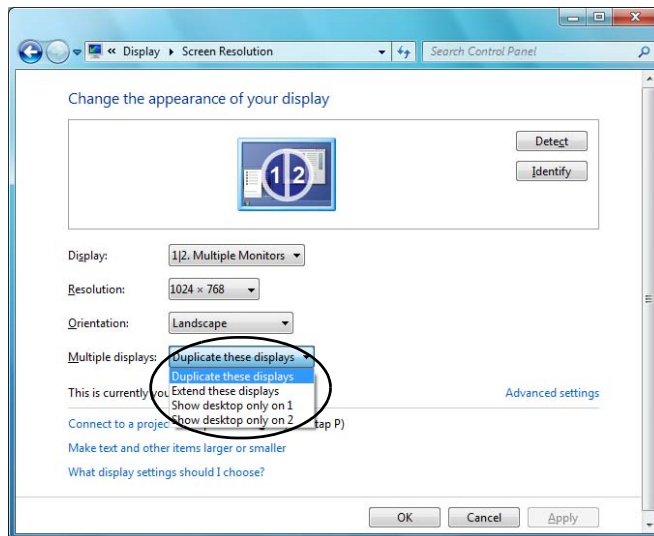 « Display ▸ Screen Resolution Search Control Panel
Change the appearance of your display
1|2
Detect
Identify
Display: 1|2. Multiple Monitors
Resolution: 1024 × 768
Orientation: Landscape
Multiple displays: Duplicate these displays
Duplicate these displays
This is currently you Extend these displays Advanced settings
Show desktop only on 1
Connect to a projec Show desktop only on 2 tap P)
Make text and other items larger or smaller
What display settings should I choose?
OK Cancel Apply